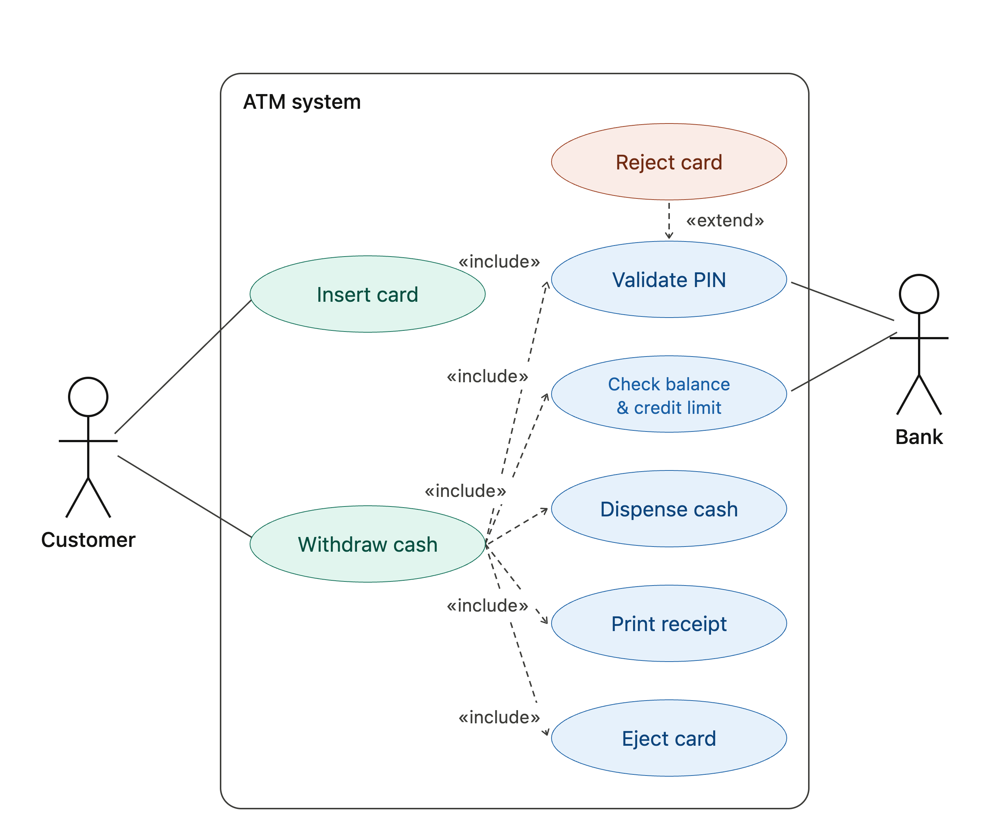 ATM system
Reject card
«extend»
«include»
Validate PIN
Insert card
«include»
Check balance
& credit limit
Bank
«include»
Dispense cash
Customer
Withdraw cash
«include»
Print receipt
«include»
Eject card